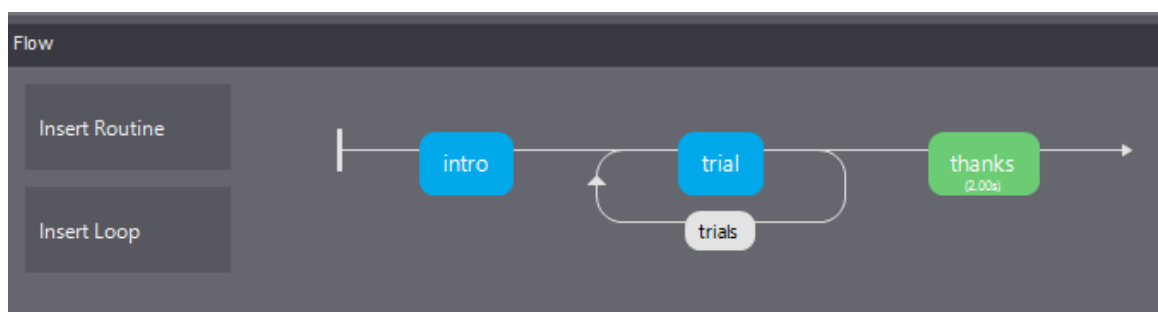 Flow
Insert Routine
Insert Loop
intro
trial
trials
thanks
(2.00s)